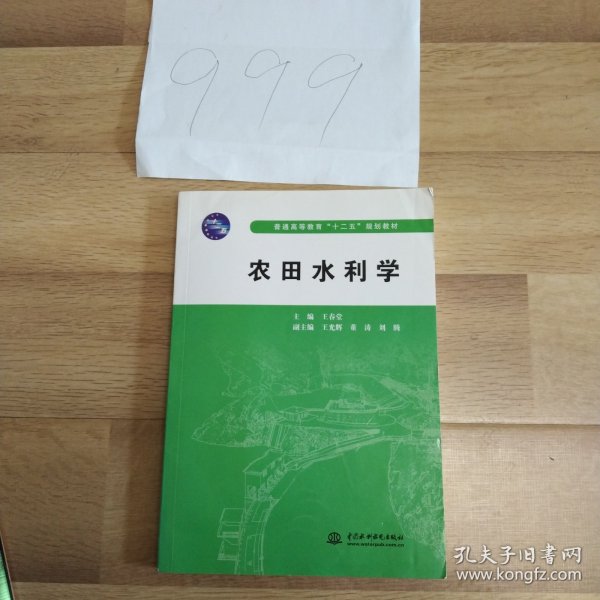 999
普通高等教育“十二五”规划教材
农田水利学
主 编 王春堂
副主编 王光辉 董 涛 刘 巍
中国水利水电出版社
www.waterpub.com.cn
孔夫子旧书网
www.kongfz.com